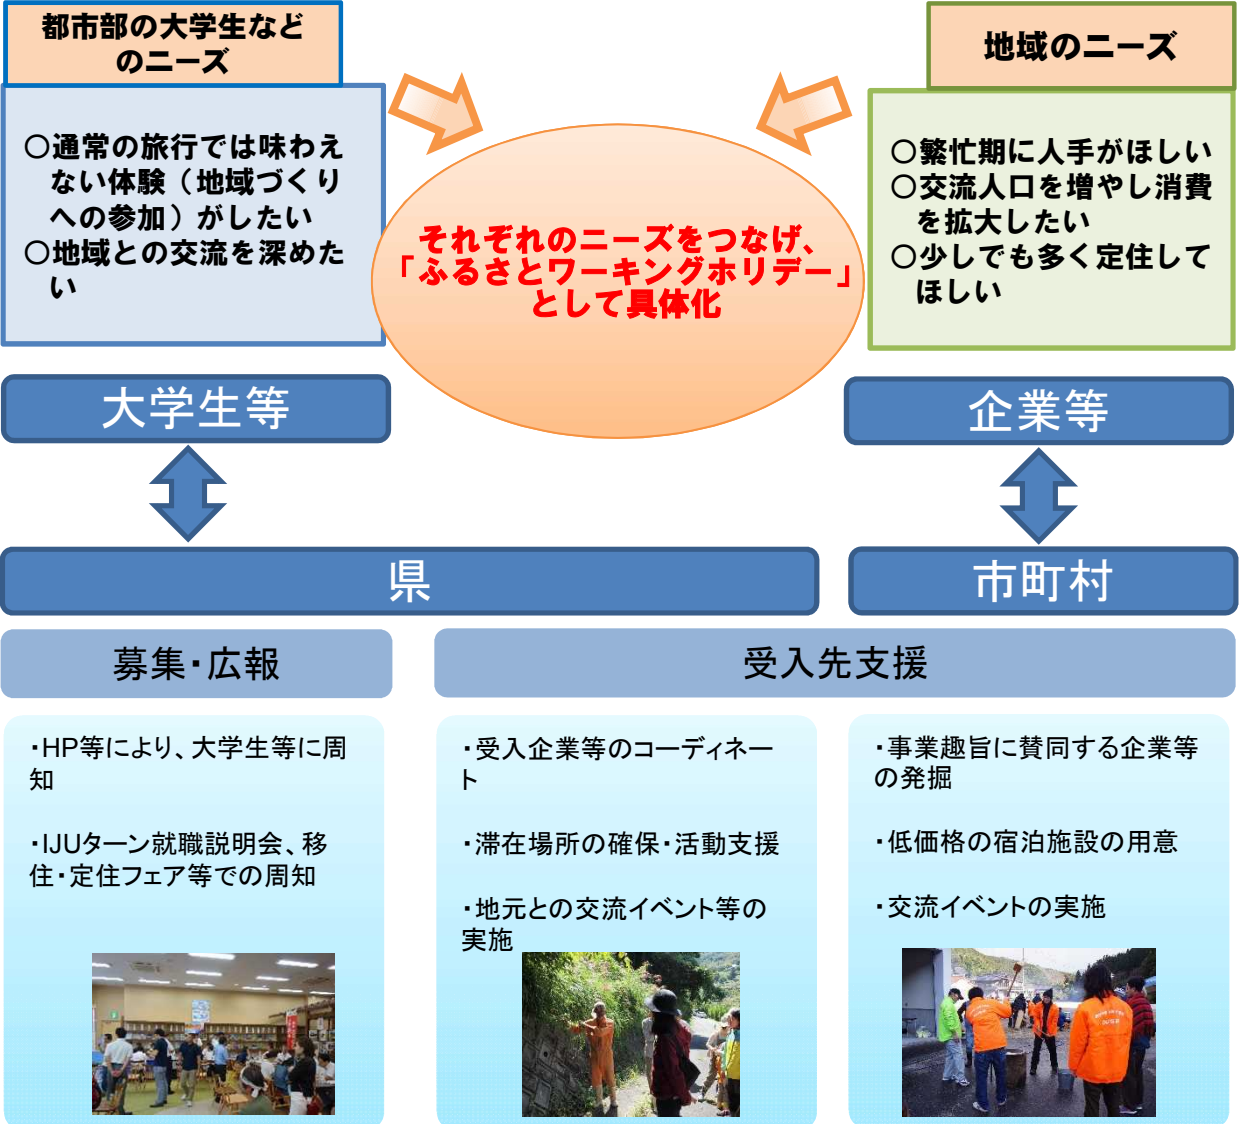 都市部の大学生など
のニーズ
地域のニーズ
○通常の旅行では味わえ
ない体験（地域づくり
への参加）がしたい
○地域との交流を深めた
い
それぞれのニーズをつなげ、
「ふるさとワーキングホリデー」
として具体化
○繁忙期に人手がほしい
○交流人口を増やし消費
を拡大したい
○少しでも多く定住して
ほしい
大学生等
企業等
県
市町村
募集・広報
受入先支援
・HP等により、大学生等に周
知
・IJUターン就職説明会、移
住・定住フェア等での周知
・受入企業等のコーディネー
ト
・滞在場所の確保・活動支援
・地元との交流イベント等の
実施
・事業趣旨に賛同する企業等
の発掘
・低価格の宿泊施設の用意
・交流イベントの実施